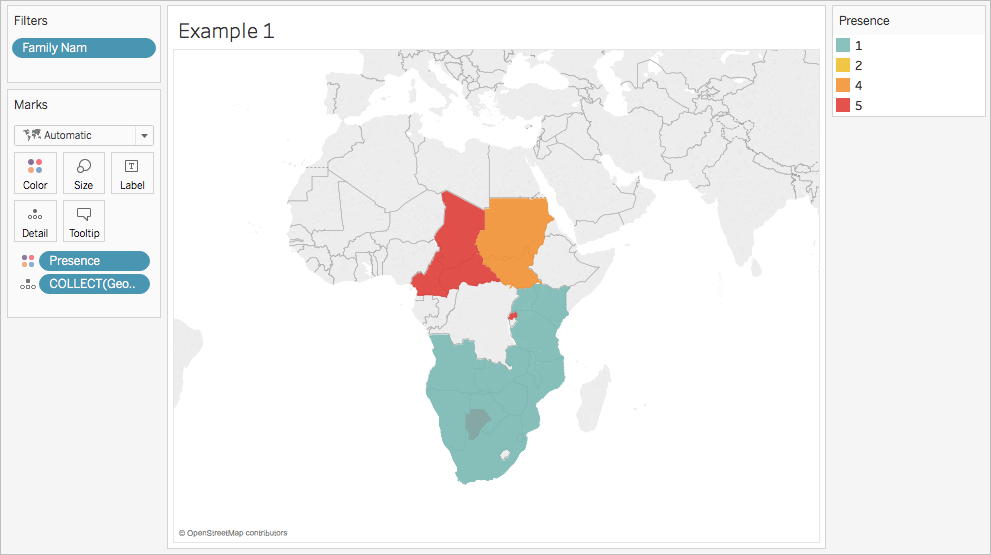 Filters
Family Nam
Marks
Automatic
Color
Size
Label
Detail
Tooltip
Presence
COLLECT(Geo..
Example 1
© OpenStreetMap contributors
Presence
1
2
4
5